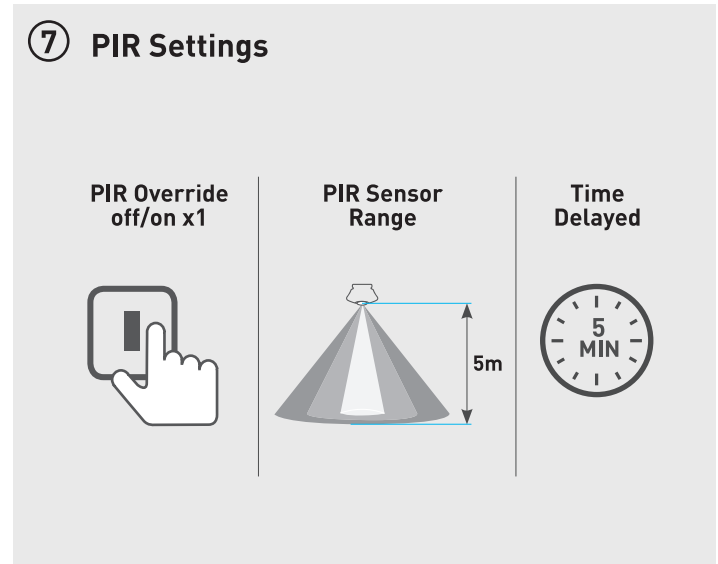 7 PIR Settings
PIR Override
off/on x1
PIR Sensor
Range
5m
Time
Delayed
5
MIN